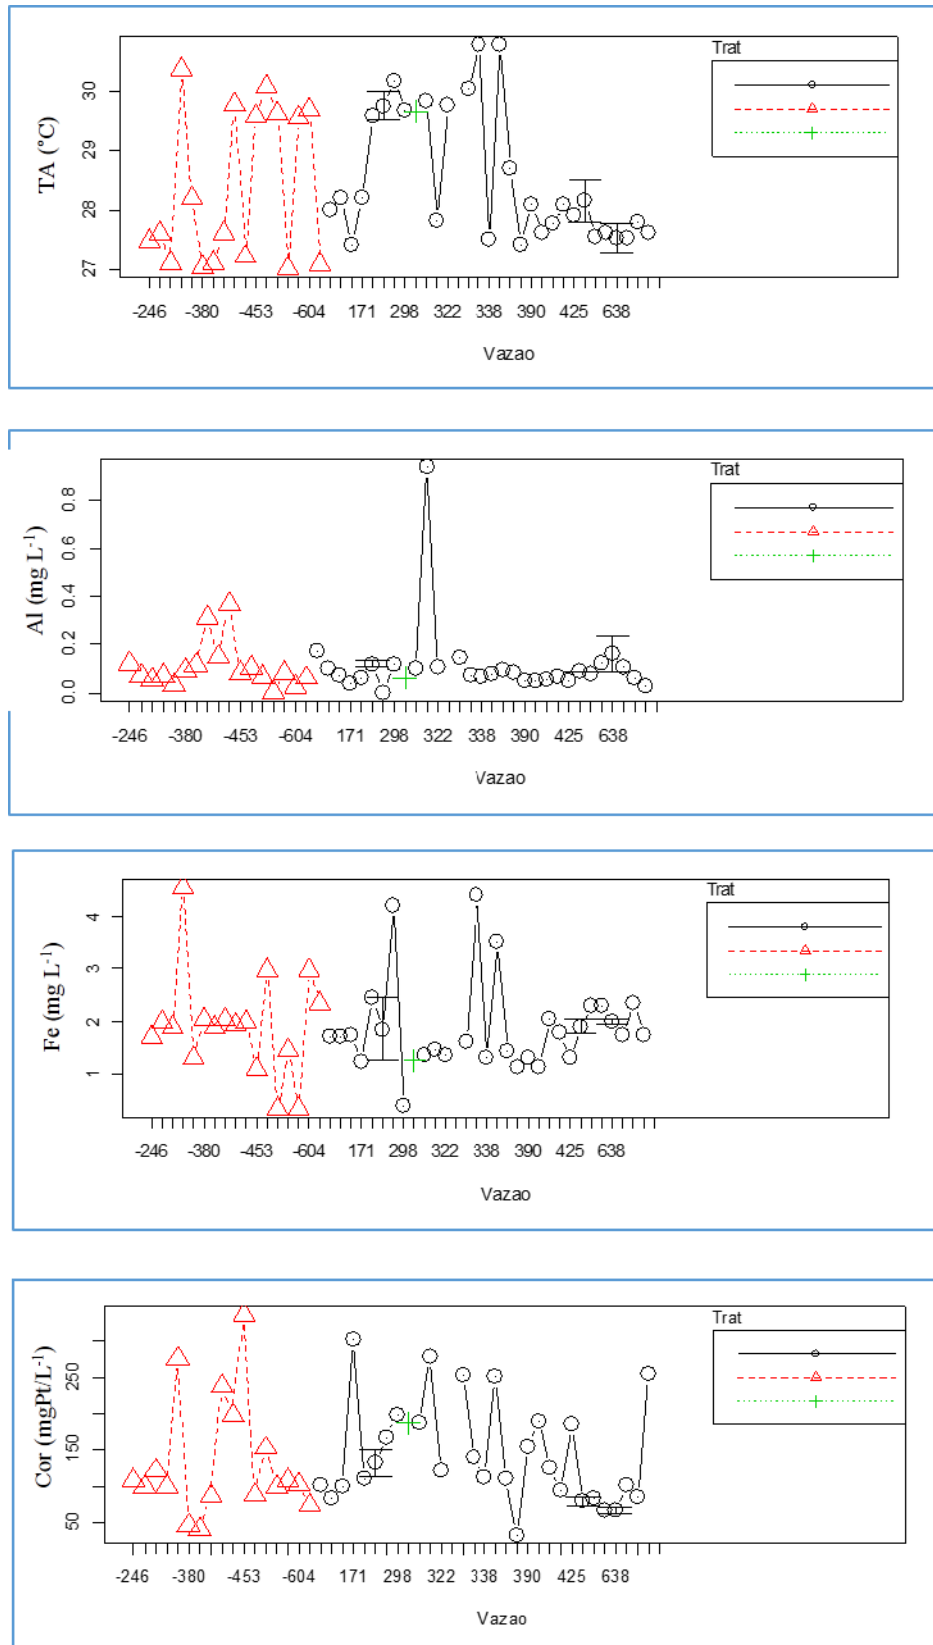 TA (°C)
30
29
28
27
Trat
-246 -380 -453 -604 171 298 322 338 390 425 638
Vazao
Al (mg L-1)
0.8
0.6
0.4
0.2
0.0
Trat
-246 -380 -453 -604 171 298 322 338 390 425 638
Vazao
Fe (mg L-1)
4
3
2
1
Trat
-246 -380 -453 -604 171 298 322 338 390 425 638
Vazao
Cor (mgPt/L-1)
250
150
50
Trat
-246 -380 -453 -604 171 298 322 338 390 425 638
Vazao